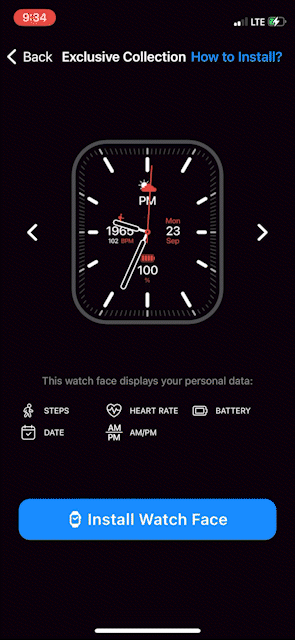 9:34
LTE
Back Exclusive Collection How to Install?
PM
1968
102 BPM
Mon
23
Sep
100
%
This watch face displays your personal data:
STEPS HEART RATE BATTERY
DATE AM/PM AM/PM
Install Watch Face